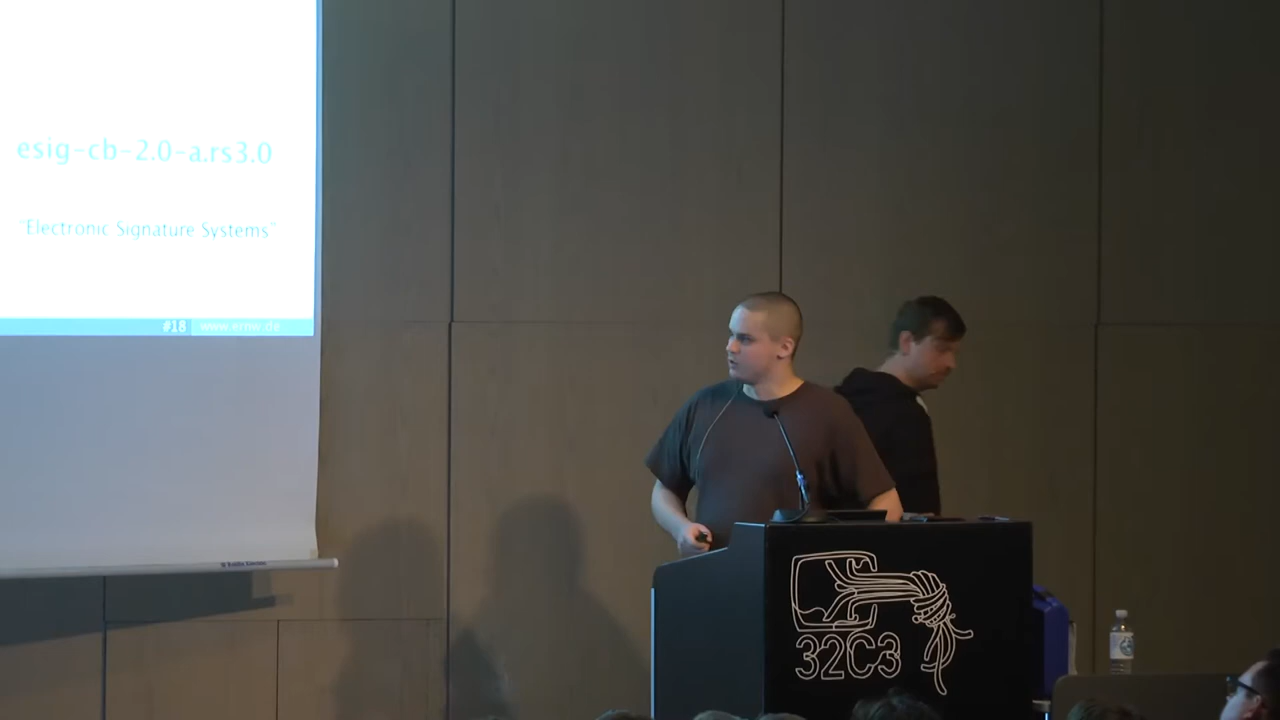 esig-cb-2.0-a.rs3.0
"Electronic Signature Systems"
#18 www.ernw.de
32C3